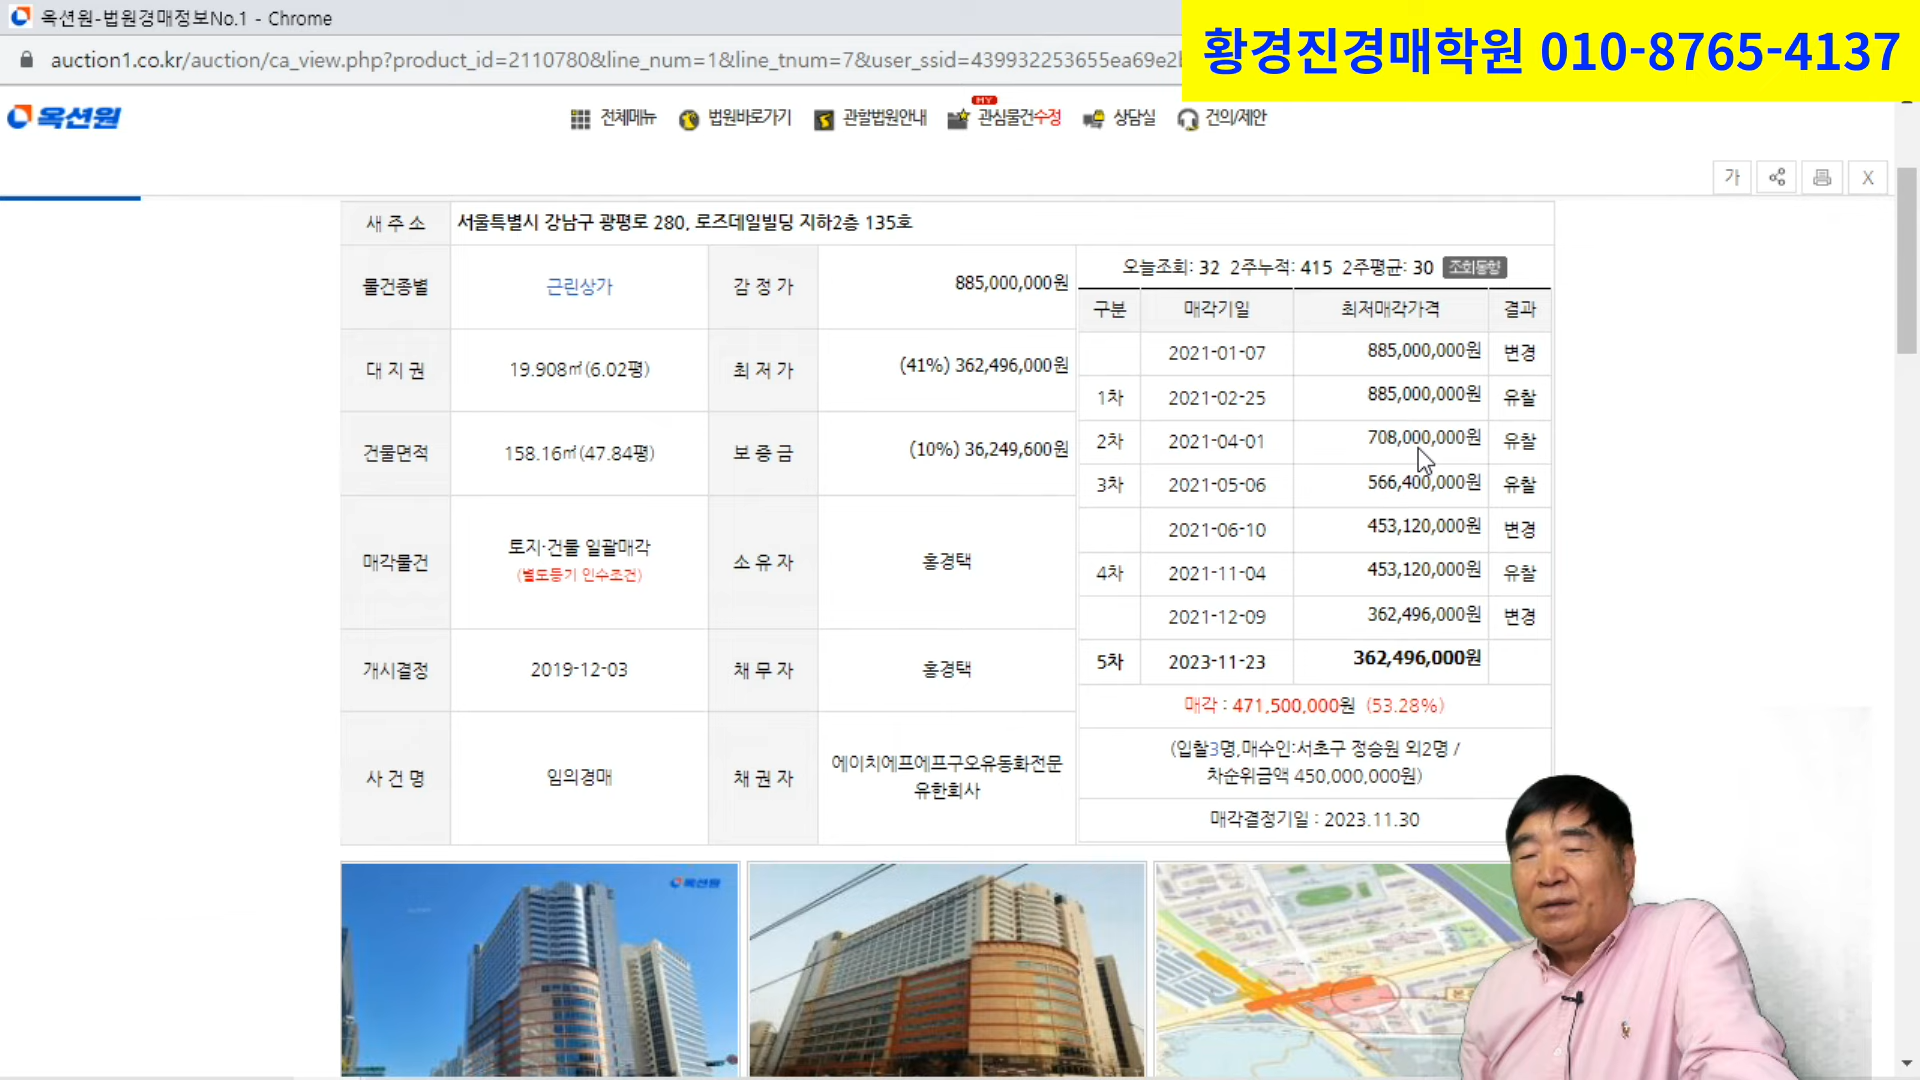 옥션원-법원경매정보No.1 - Chrome
황경진경매학원 010-8765-4137
auction1.co.kr/auction/ca_view.php?product_id=2110780&line_num=1&line_tnum=7&user_ssid=439932253655ea69e2
옥션원
전체메뉴 법원바로가기 관할법원안내 MY 관심물건수정 상담실 건의/제안
가 X
새 주 소 서울특별시 강남구 광평로 280, 로즈데일빌딩 지하2층 135호
물건종별 근린상가 감 정 가 885,000,000원
대 지 권 19.908㎡(6.02평) 최 저 가 (41%) 362,496,000원
건물면적 158.16㎡(47.84평) 보 증 금 (10%) 36,249,600원
매각물건 토지·건물 일괄매각 소 유 자 홍경택
(별도등기 인수조건)
개시결정 2019-12-03 채 무 자 홍경택
사 건 명 임의경매 채 권 자 에이치에프에프구오유동화전문
유한회사
오늘조회: 32 2주누적: 415 2주평균: 30 조회동향
구분 매각기일 최저매각가격 결과
2021-01-07 885,000,000원 변경
1차 2021-02-25 885,000,000원 유찰
2차 2021-04-01 708,000,000원 유찰
3차 2021-05-06 566,400,000원 유찰
2021-06-10 453,120,000원 변경
4차 2021-11-04 453,120,000원 유찰
2021-12-09 362,496,000원 변경
5차 2023-11-23 362,496,000원
매각 : 471,500,000원 (53.28%)
(입찰3명,매수인:서초구 정승원 외2명 /
차순위금액 450,000,000원)
매각결정기일 : 2023.11.30
옥션원